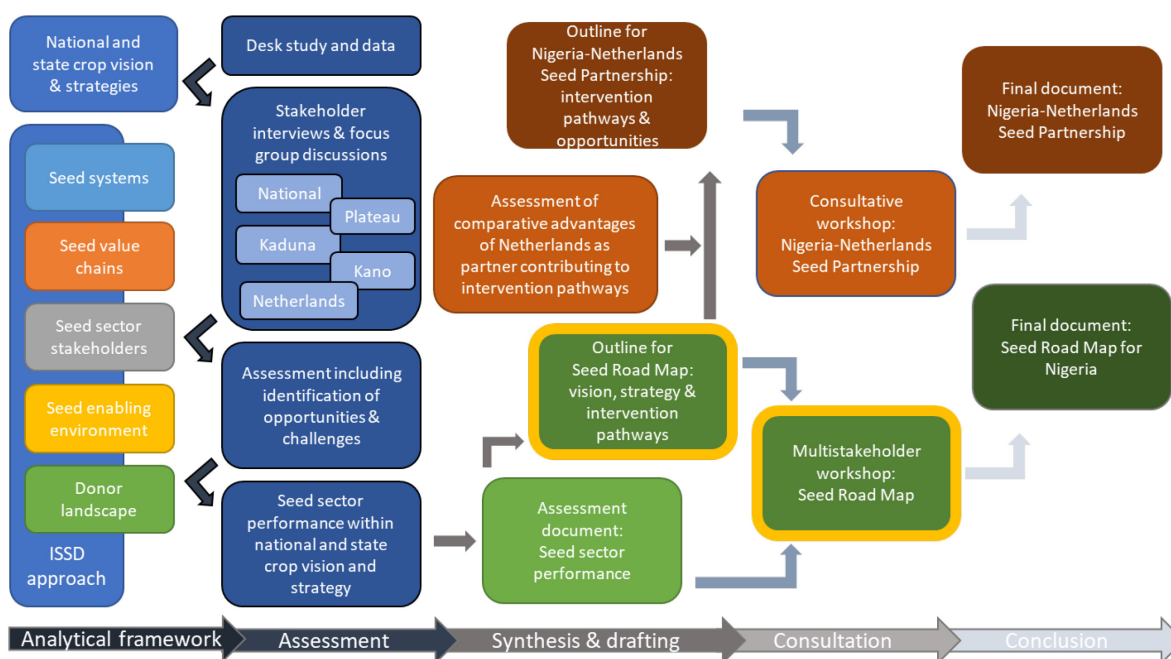 National and
state crop vision
& strategies
Seed systems
Seed value
chains
Seed sector
stakeholders
Seed enabling
environment
Donor
landscape
ISSD
approach
Desk study and data
Stakeholder
interviews & focus
group discussions
National
Plateau
Kaduna
Kano
Netherlands
Assessment including
identification of
opportunities &
challenges
Seed sector
performance within
national and state
crop vision and
strategy
Outline for
Nigeria-Netherlands
Seed Partnership:
intervention
pathways &
opportunities
Assessment of
comparative advantages
of Netherlands as
partner contributing to
intervention pathways
Outline for
Seed Road Map:
vision, strategy &
intervention
pathways
Assessment
document:
Seed sector
performance
Consultative
workshop:
Nigeria-Netherlands
Seed Partnership
Multistakeholder
workshop:
Seed Road Map
Final document:
Nigeria-Netherlands
Seed Partnership
Final document:
Seed Road Map for
Nigeria
Analytical framework
Assessment
Synthesis & drafting
Consultation
Conclusion